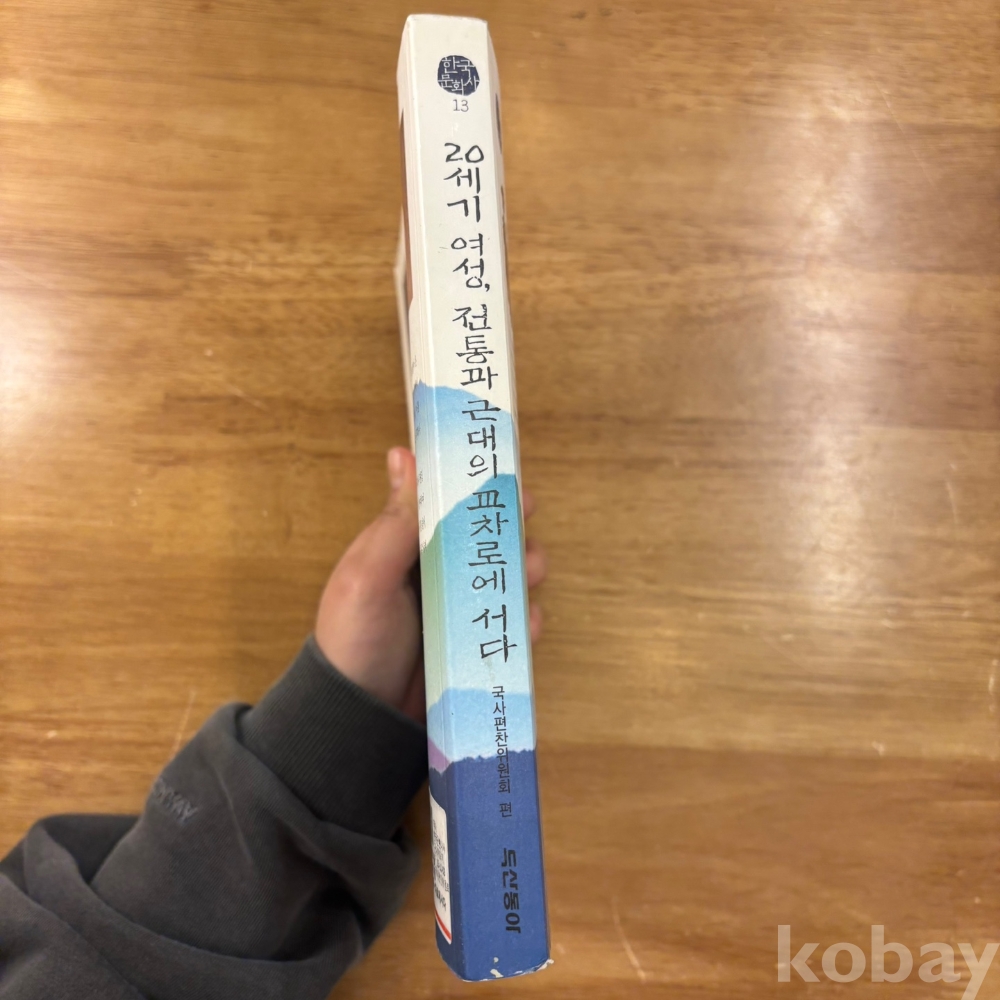 한국
문화사
13
20세기 여성, 전통과 근대의 교차로에 서다
국사편찬위원회 편
두산동아
kobay